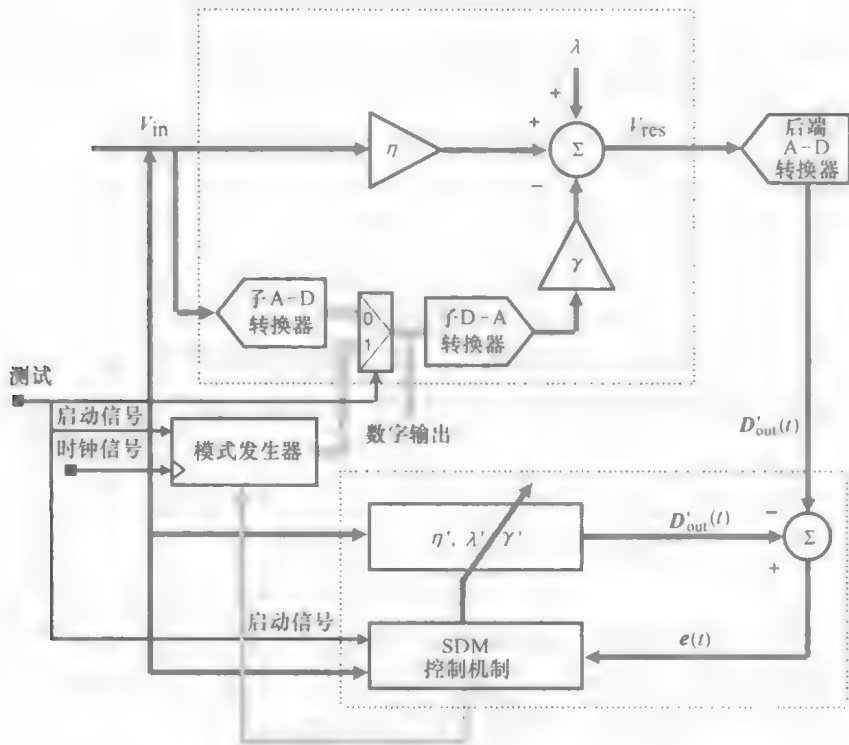 λ
+
V_in
η
+
Σ
V_res
后端
A-D
转换器
−
γ
子A-D
转换器
0
1
子D-A
转换器
测试
启动信号
时钟信号
模式发生器
数字输出
D'_out(t)
η', λ' γ'
D'_out(t)
−
Σ
+
启动信号
SDM
控制机制
e(t)